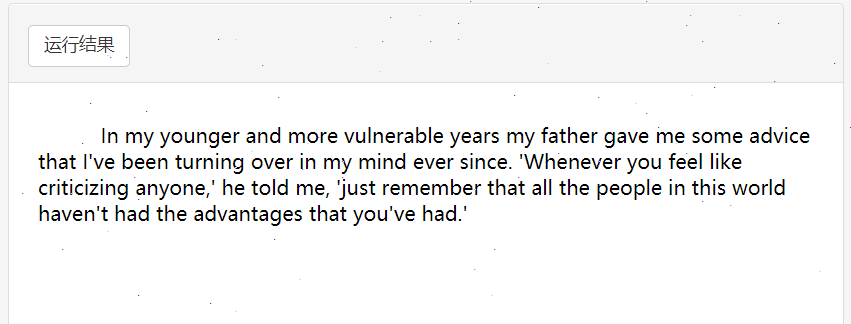 运行结果
In my younger and more vulnerable years my father gave me some advice
that I've been turning over in my mind ever since. 'Whenever you feel like
criticizing anyone,' he told me, 'just remember that all the people in this world
haven't had the advantages that you've had.'